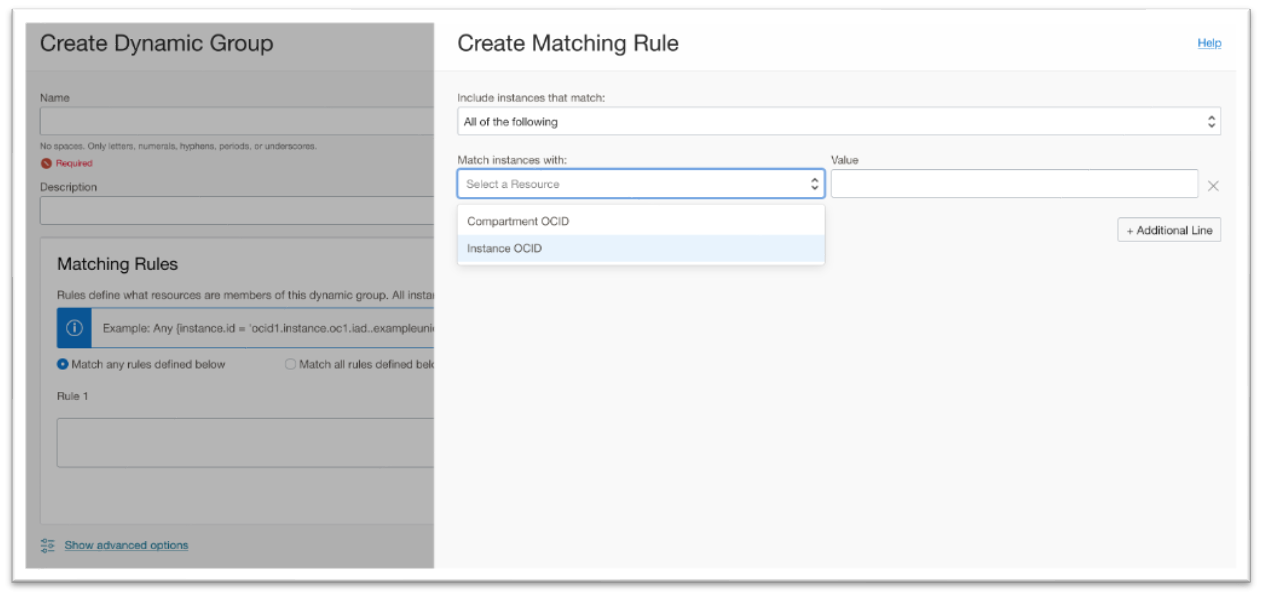 Create Dynamic Group
Name
No spaces. Only letters, numerals, hyphens, periods, or underscores.
Required
Description
Matching Rules
Rules define what resources are members of this dynamic group. All insta
Example: Any {instance.id = 'ocid1.instance.oc1.iad..exampleuni
Match any rules defined below
Match all rules defined belo
Rule 1
Show advanced options
Create Matching Rule
Help
Include instances that match:
All of the following
Match instances with:
Value
Select a Resource
Compartment OCID
Instance OCID
+ Additional Line